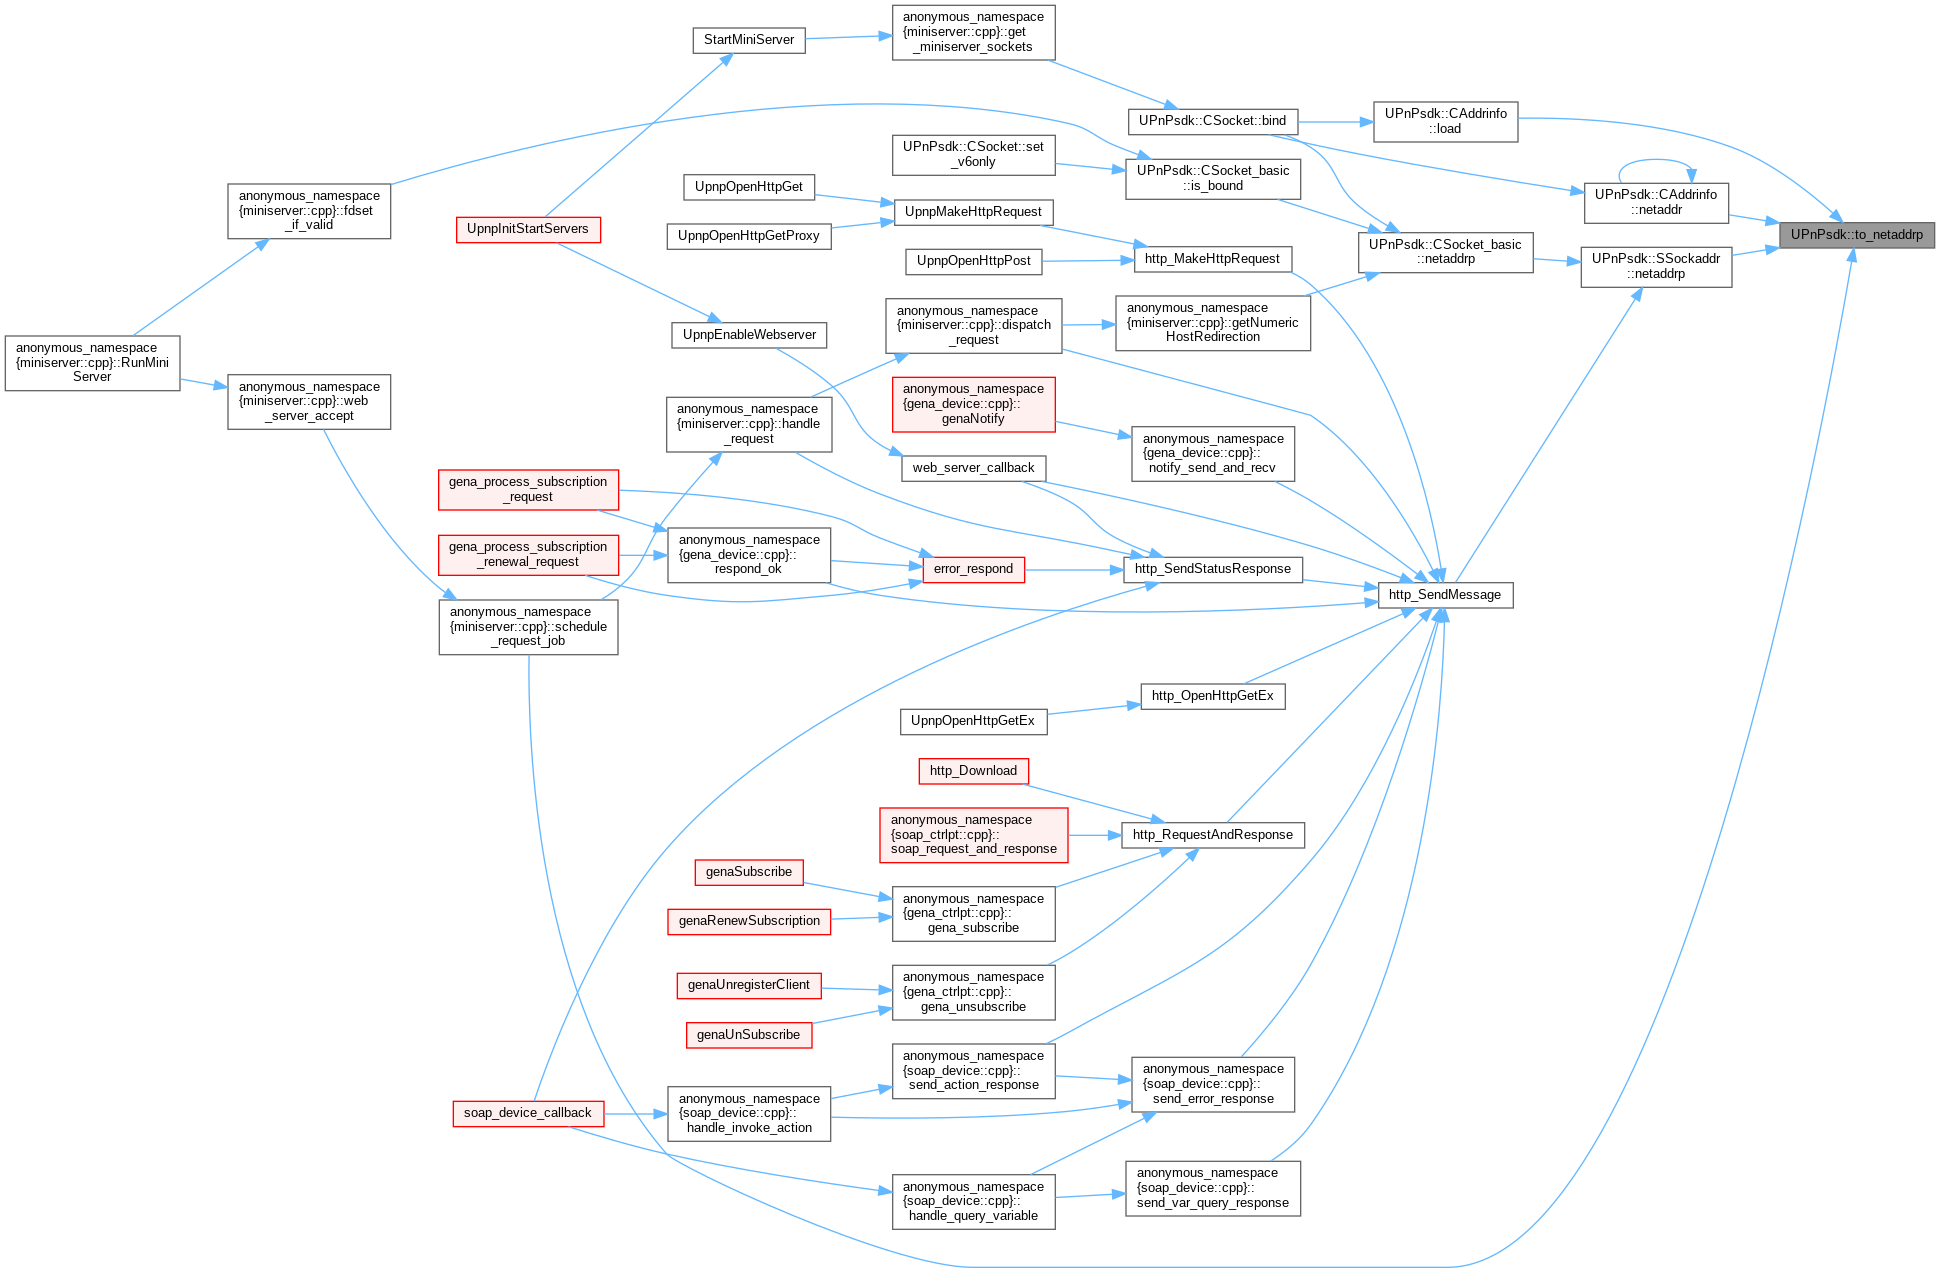 anonymous_namespace
{miniserver::cpp}::RunMini
Server
anonymous_namespace
{miniserver::cpp}::fdset
_if_valid
anonymous_namespace
{miniserver::cpp}::web
_server_accept
UpnpInitStartServers
gena_process_subscription
_request
gena_process_subscription
_renewal_request
anonymous_namespace
{miniserver::cpp}::schedule
_request_job
soap_device_callback
StartMiniServer
UpnpOpenHttpGet
UpnpOpenHttpGetProxy
UpnpEnableWebserver
anonymous_namespace
{miniserver::cpp}::handle
_request
anonymous_namespace
{gena_device::cpp}::
respond_ok
genaSubscribe
genaRenewSubscription
genaUnregisterClient
genaUnSubscribe
anonymous_namespace
{soap_device::cpp}::
handle_invoke_action
anonymous_namespace
{miniserver::cpp}::get
_miniserver_sockets
UPnPsdk::CSocket::set
_v6only
UpnpMakeHttpRequest
UpnpOpenHttpPost
anonymous_namespace
{miniserver::cpp}::dispatch
_request
anonymous_namespace
{gena_device::cpp}::
genaNotify
web_server_callback
error_respond
UpnpOpenHttpGetEx
http_Download
anonymous_namespace
{soap_ctrlpt::cpp}::
soap_request_and_response
anonymous_namespace
{gena_ctrlpt::cpp}::
gena_subscribe
anonymous_namespace
{gena_ctrlpt::cpp}::
gena_unsubscribe
anonymous_namespace
{soap_device::cpp}::
send_action_response
anonymous_namespace
{soap_device::cpp}::
handle_query_variable
UPnPsdk::CSocket::bind
UPnPsdk::CSocket_basic
::is_bound
http_MakeHttpRequest
anonymous_namespace
{miniserver::cpp}::getNumeric
HostRedirection
anonymous_namespace
{gena_device::cpp}::
notify_send_and_recv
http_SendStatusResponse
http_OpenHttpGetEx
http_RequestAndResponse
anonymous_namespace
{soap_device::cpp}::
send_error_response
anonymous_namespace
{soap_device::cpp}::
send_var_query_response
UPnPsdk::CAddrinfo
::load
UPnPsdk::CSocket_basic
::netaddrp
http_SendMessage
UPnPsdk::CAddrinfo
::netaddr
UPnPsdk::SSockaddr
::netaddrp
UPnPsdk::to_netaddrp